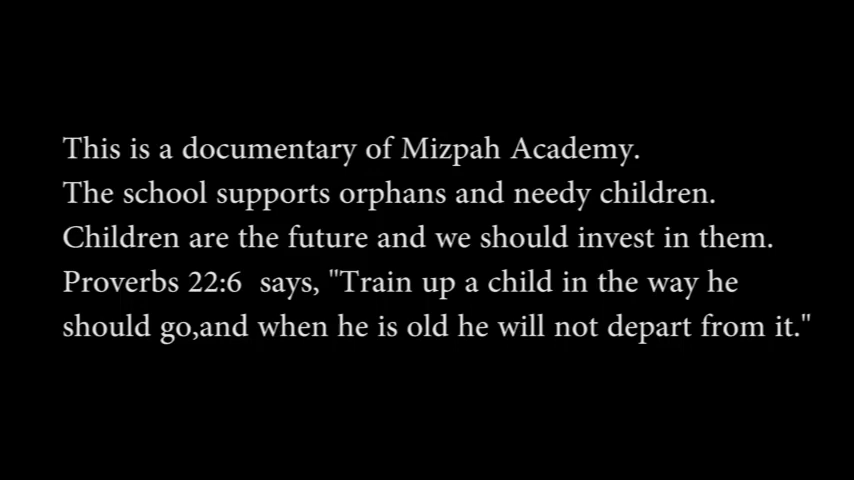 This is a documentary of Mizpah Academy.
The school supports orphans and needy children.
Children are the future and we should invest in them.
Proverbs 22:6  says, "Train up a child in the way he
should go,and when he is old he will not depart from it."